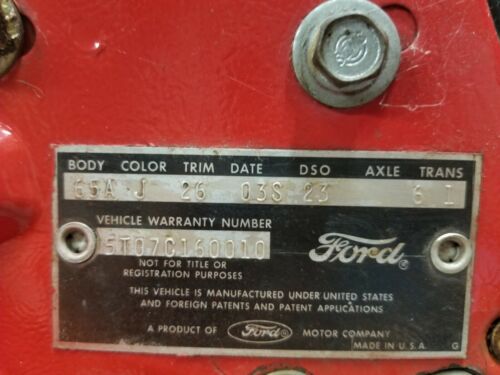 BODY COLOR TRIM DATE DSO AXLE TRANS
65A J 26 03S 23 6 1
VEHICLE WARRANTY NUMBER
5T07C160010
Ford
NOT FOR TITLE OR
REGISTRATION PURPOSES
THIS VEHICLE IS MANUFACTURED UNDER UNITED STATES
AND FOREIGN PATENTS AND PATENT APPLICATIONS
A PRODUCT OF Ford MOTOR COMPANY
MADE IN U.S.A. G